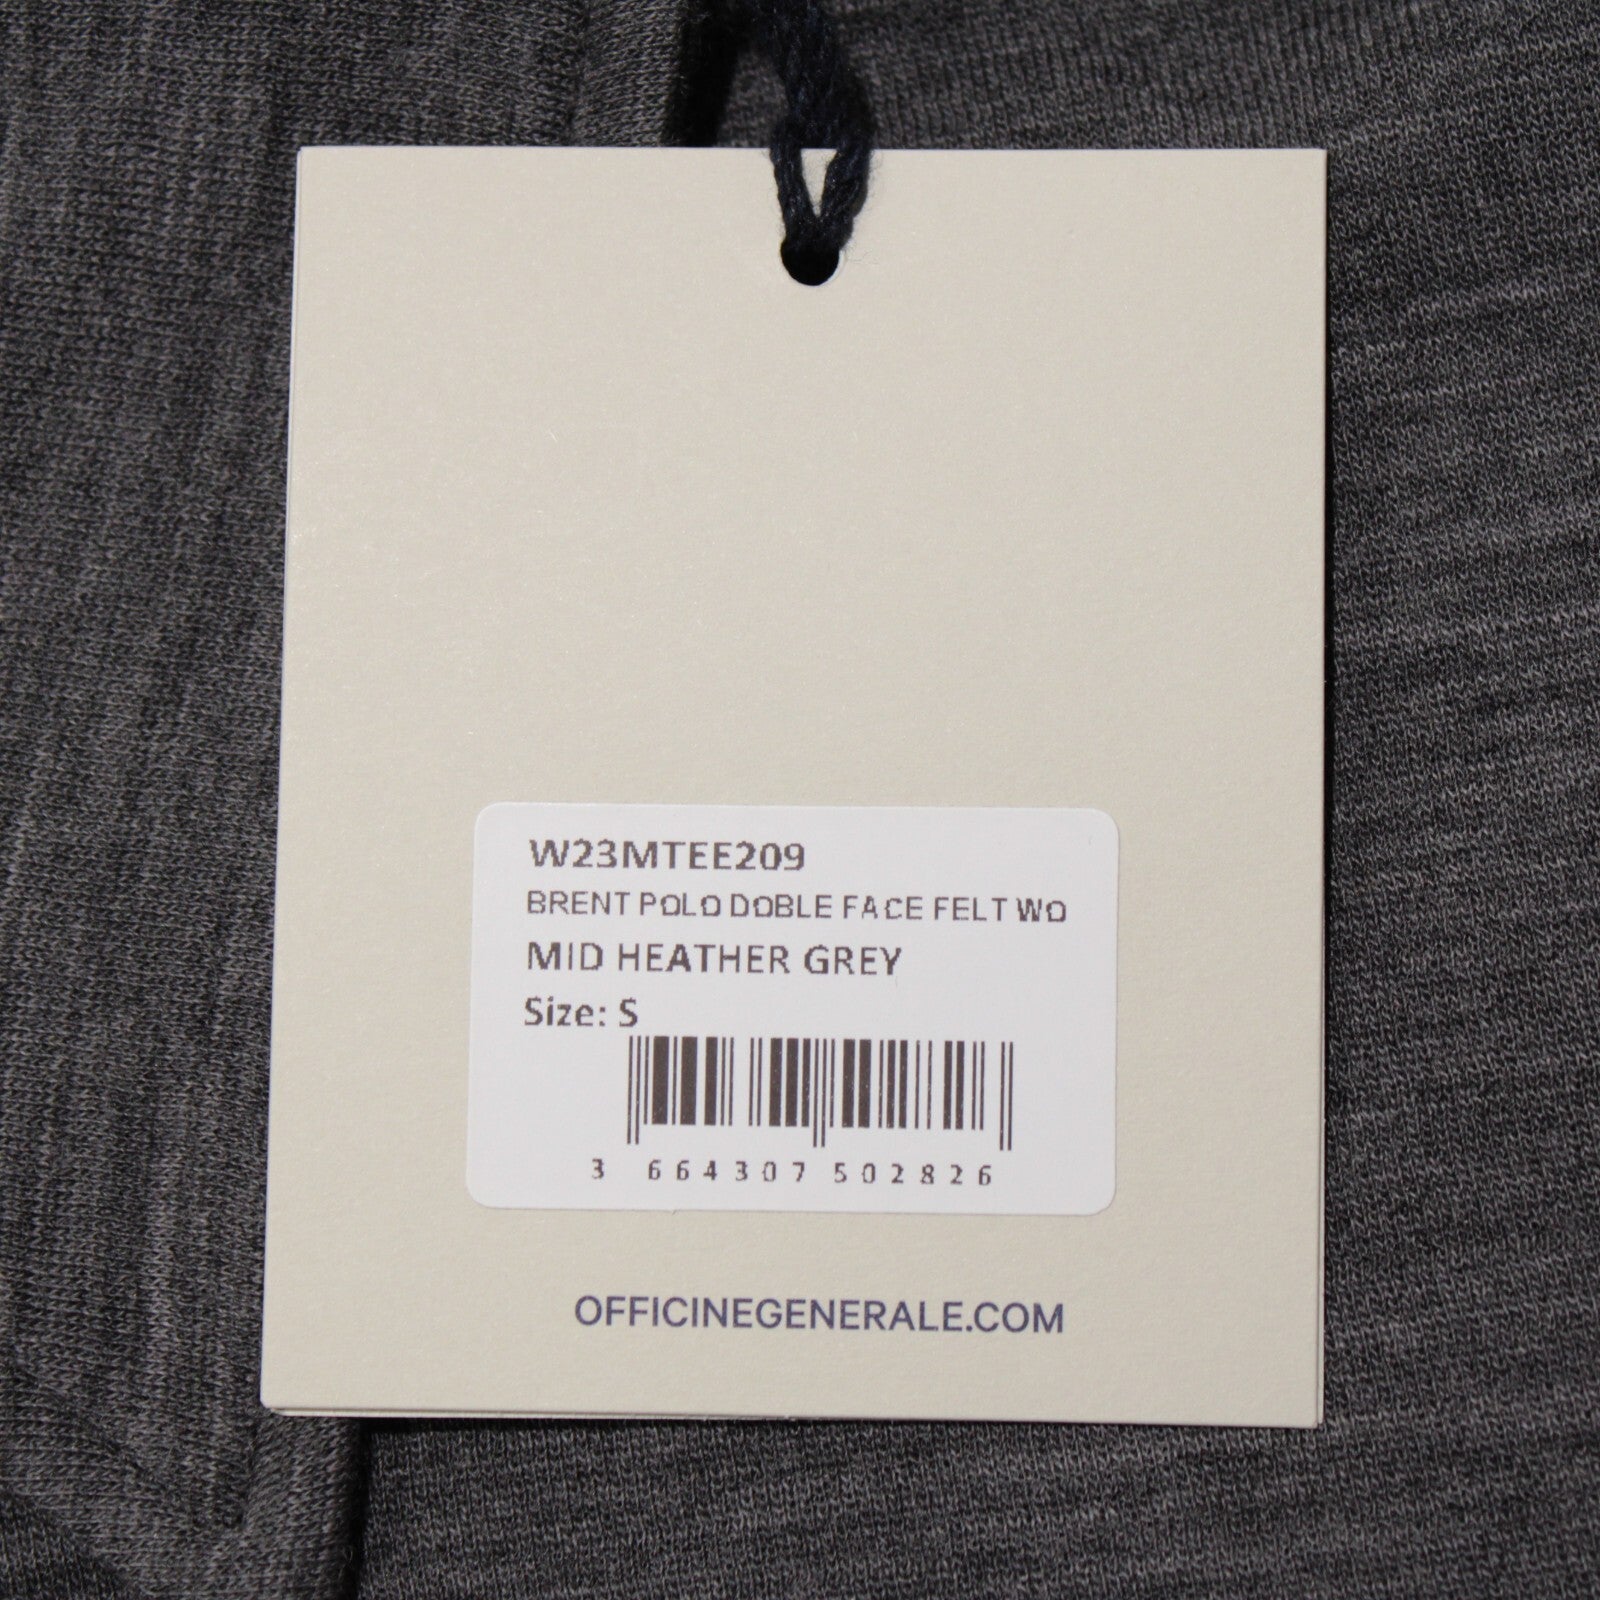 W23MTEE209
BRENT POLO DOBLE FACE FELT WO
MID HEATHER GREY
Size: S
3 664307 502826
OFFICINEGENERALE.COM